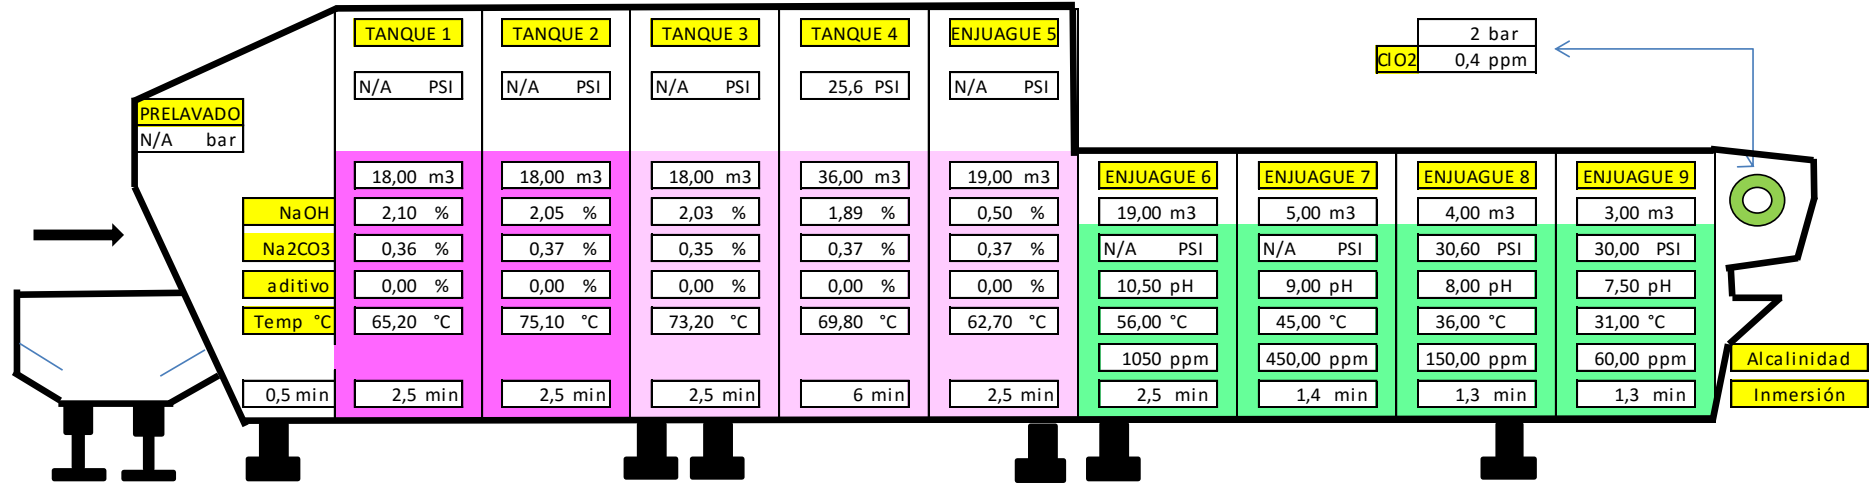 TANQUE 1 TANQUE 2 TANQUE 3 TANQUE 4 ENJUAGUE 5 2 bar
ClO2 0,4 ppm
N/A PSI N/A PSI N/A PSI 25,6 PSI N/A PSI
PRELAVADO
N/A bar
18,00 m3 18,00 m3 18,00 m3 36,00 m3 19,00 m3 ENJUAGUE 6 ENJUAGUE 7 ENJUAGUE 8 ENJUAGUE 9
NaOH 2,10 % 2,05 % 2,03 % 1,89 % 0,50 % 19,00 m3 5,00 m3 4,00 m3 3,00 m3
Na2CO3 0,36 % 0,37 % 0,35 % 0,37 % 0,37 % N/A PSI N/A PSI 30,60 PSI 30,00 PSI
aditivo 0,00 % 0,00 % 0,00 % 0,00 % 0,00 % 10,50 pH 9,00 pH 8,00 pH 7,50 pH
Temp °C 65,20 °C 75,10 °C 73,20 °C 69,80 °C 62,70 °C 56,00 °C 45,00 °C 36,00 °C 31,00 °C
1050 ppm 450,00 ppm 150,00 ppm 60,00 ppm Alcalinidad
0,5 min 2,5 min 2,5 min 2,5 min 6 min 2,5 min 2,5 min 1,4 min 1,3 min 1,3 min Inmersión